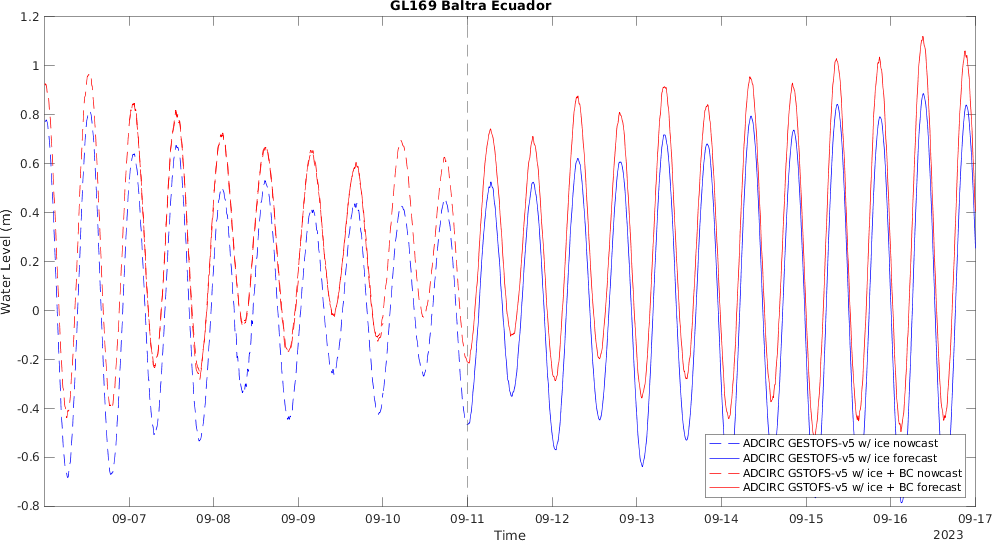 GL169 Baltra Ecuador
1.2
1
0.8
0.6
0.4
0.2
0
-0.2
-0.4
-0.6
-0.8
Water Level (m)
ADCIRC GESTOFS-v5 w/ ice nowcast
ADCIRC GESTOFS-v5 w/ ice forecast
ADCIRC GSTOFS-v5 w/ ice + BC nowcast
ADCIRC GSTOFS-v5 w/ ice + BC forecast
09-07 09-08 09-09 09-10 09-11 09-12 09-13 09-14 09-15 09-16 09-17
Time
2023